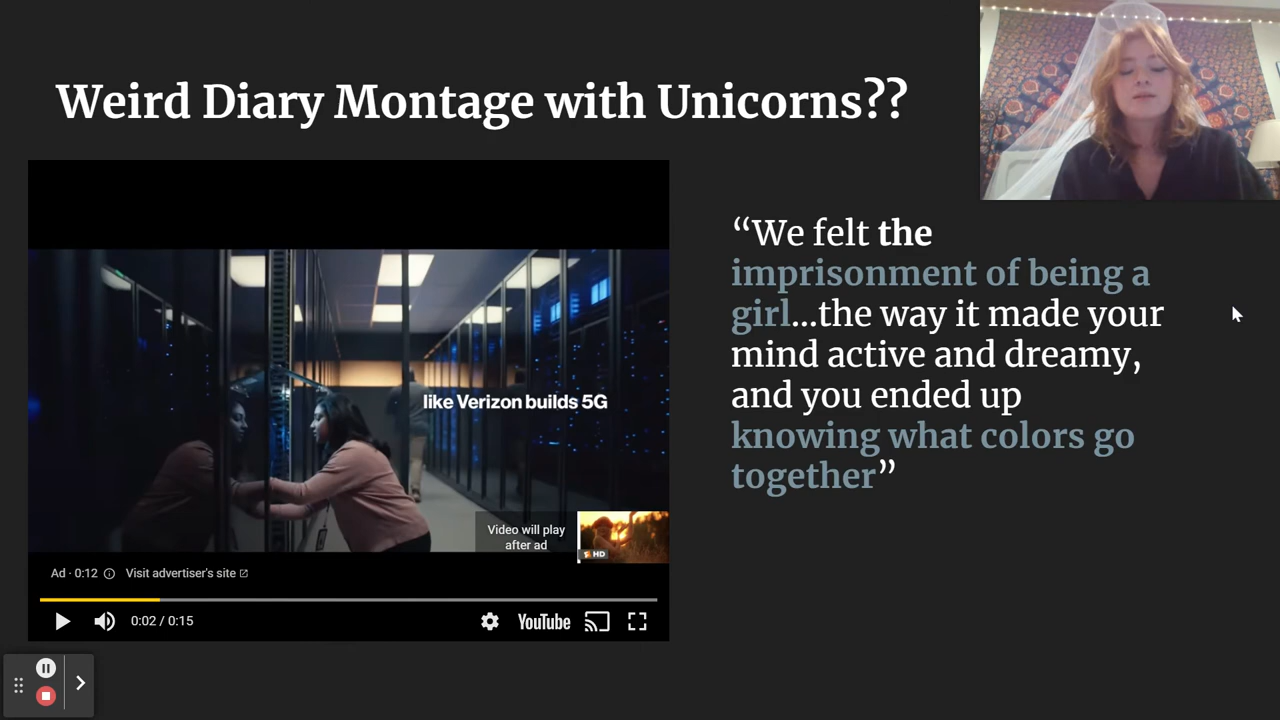 Weird Diary Montage with Unicorns??
like Verizon builds 5G
Video will play
after ad
HD
Ad · 0:12
Visit advertiser's site
0:02 / 0:15
YouTube
“We felt the
imprisonment of being a
girl...the way it made your
mind active and dreamy,
and you ended up
knowing what colors go
together”